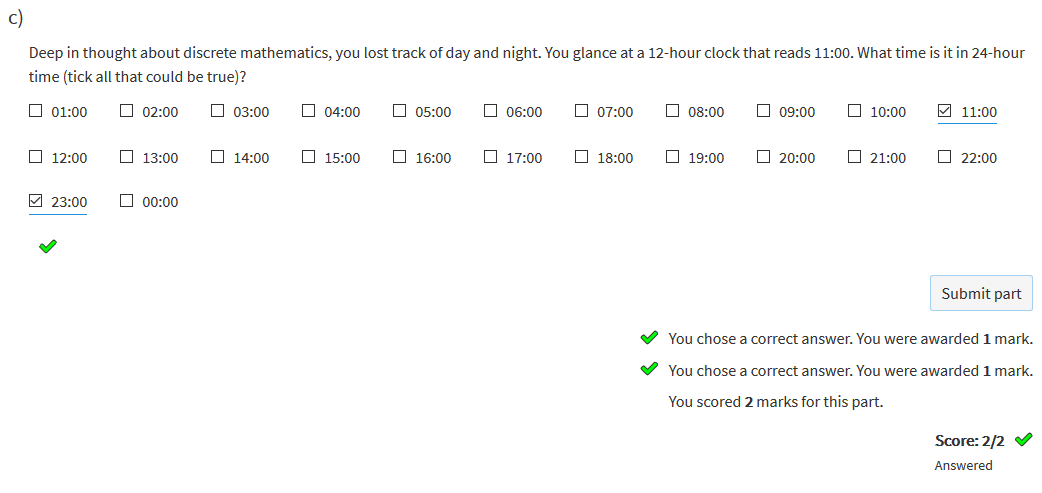 c)
Deep in thought about discrete mathematics, you lost track of day and night. You glance at a 12-hour clock that reads 11:00. What time is it in 24-hour
time (tick all that could be true)?
01:00 02:00 03:00 04:00 05:00 06:00 07:00 08:00 09:00 10:00 11:00
12:00 13:00 14:00 15:00 16:00 17:00 18:00 19:00 20:00 21:00 22:00
23:00 00:00
Submit part
You chose a correct answer. You were awarded 1 mark.
You chose a correct answer. You were awarded 1 mark.
You scored 2 marks for this part.
Score: 2/2
Answered